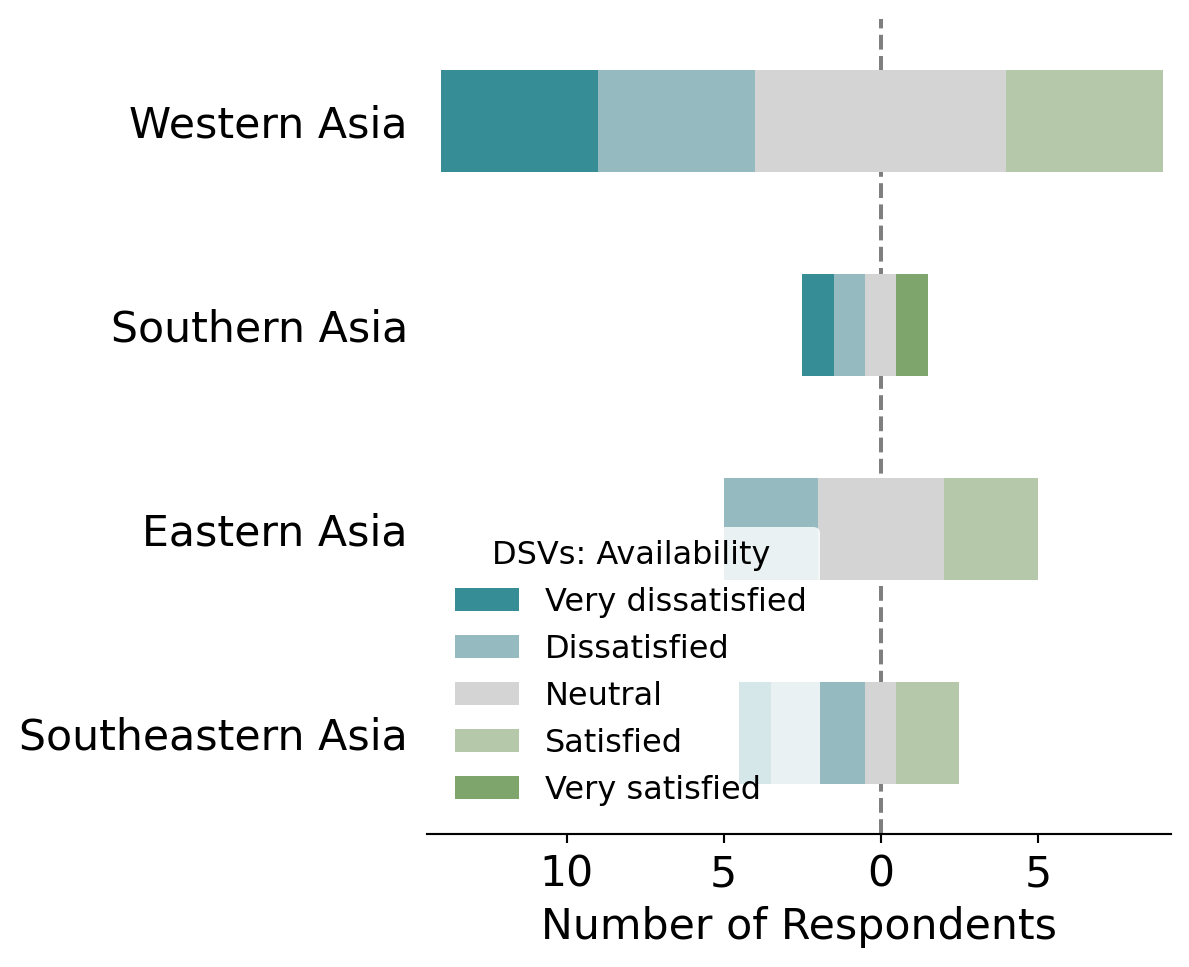 Western Asia
Southern Asia
Eastern Asia
Southeastern Asia
DSVs: Availability
Very dissatisfied
Dissatisfied
Neutral
Satisfied
Very satisfied
10 5 0 5
Number of Respondents